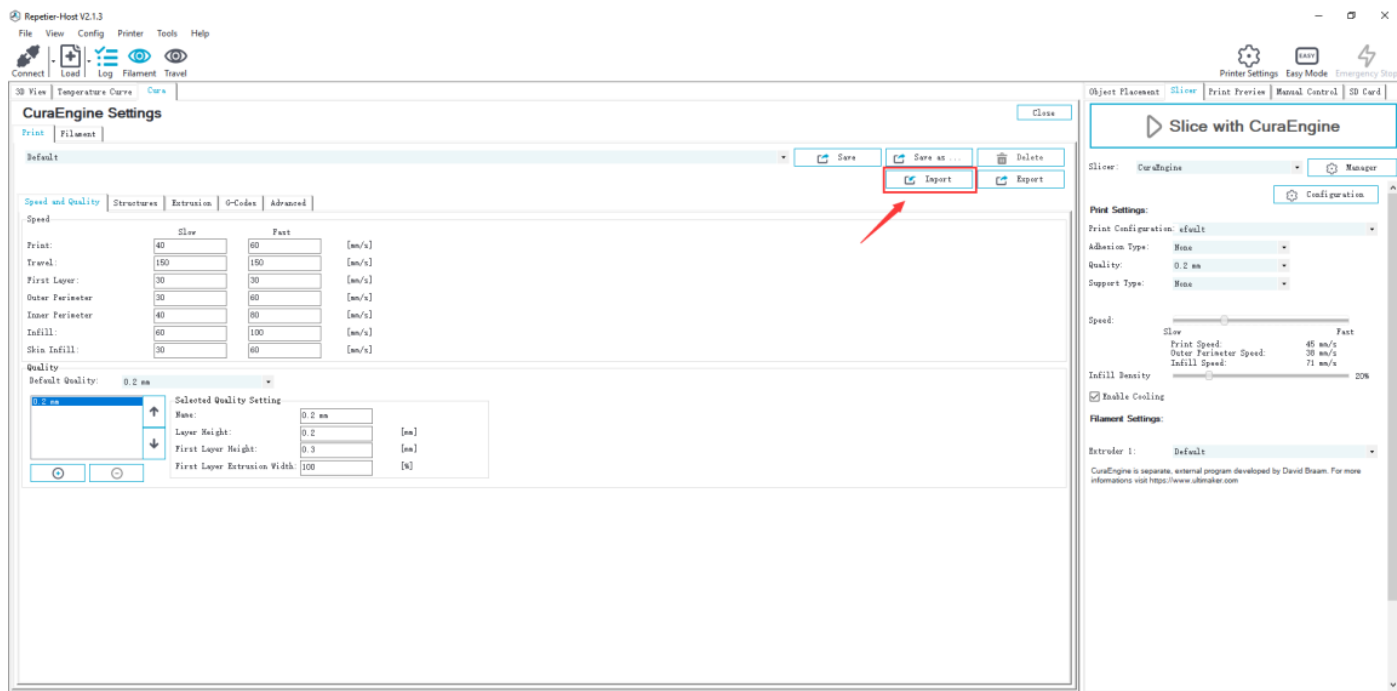 Repetier-Host V2.1.3
File View Config Printer Tools Help
Connect Load Log Filament Travel
Printer Settings Easy Mode Emergency Stop
EASY
3D View Temperature Curve Cura
Object Placement Slicer Print Preview Manual Control SD Card
CuraEngine Settings
Close
Print Filament
Default
Save Save as ... Delete
Import Export
Speed and Quality Structures Extrusion G-Codes Advanced
Speed
Slow Fast
Print: 40 60 [mm/s]
Travel: 150 150 [mm/s]
First Layer: 30 30 [mm/s]
Outer Perimeter 30 60 [mm/s]
Inner Perimeter 40 80 [mm/s]
Infill: 60 100 [mm/s]
Skin Infill: 30 60 [mm/s]
Quality
Default Quality: 0.2 mm
0.2 mm
Selected Quality Setting
Name: 0.2 mm
Layer Height: 0.2 [mm]
First Layer Height: 0.3 [mm]
First Layer Extrusion Width: 100 [%]
Slice with CuraEngine
Slicer: CuraEngine Manager
Configuration
Print Settings:
Print Configuration: efault
Adhesion Type: None
Quality: 0.2 mm
Support Type: None
Speed:
Slow Fast
Print Speed: 45 mm/s
Outer Perimeter Speed: 38 mm/s
Infill Speed: 71 mm/s
Infill Density 20%
Enable Cooling
Filament Settings:
Extruder 1: Default
CuraEngine is separate, external program developed by David Braam. For more
informations visit https://www.ultimaker.com